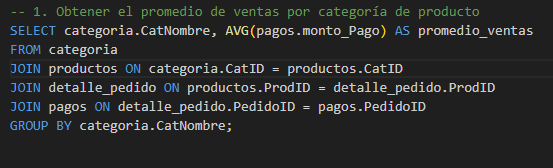 -- 1. Obtener el promedio de ventas por categoría de producto
SELECT categoria.CatNombre, AVG(pagos.monto_Pago) AS promedio_ventas
FROM categoria
JOIN productos ON categoria.CatID = productos.CatID
JOIN detalle_pedido ON productos.ProdID = detalle_pedido.ProdID
JOIN pagos ON detalle_pedido.PedidoID = pagos.PedidoID
GROUP BY categoria.CatNombre;